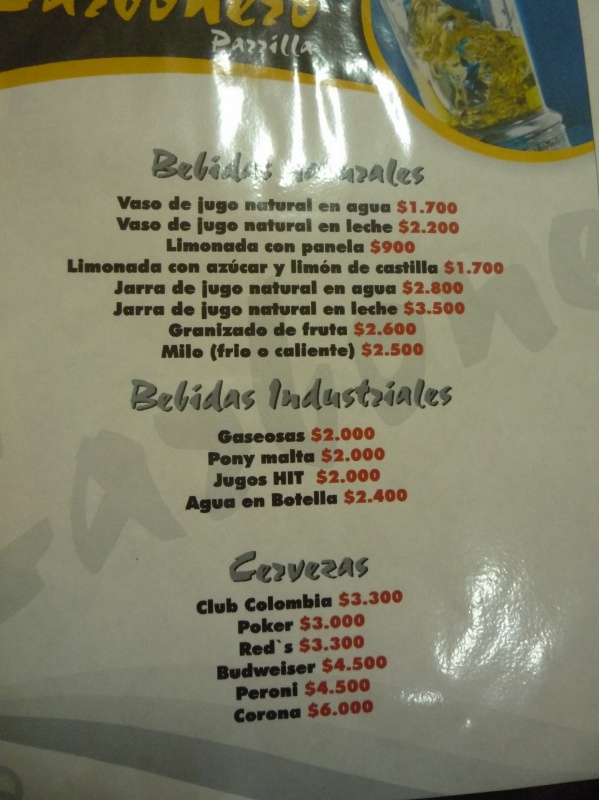 Carbonero
Parrilla
Bebidas naturales
Vaso de jugo natural en agua $1.700
Vaso de jugo natural en leche $2.200
Limonada con panela $900
Limonada con azúcar y limón de castilla $1.700
Jarra de jugo natural en agua $2.800
Jarra de jugo natural en leche $3.500
Granizado de fruta $2.600
Milo (frio o caliente) $2.500
Bebidas Industriales
Gaseosas $2.000
Pony malta $2.000
Jugos HIT $2.000
Agua en Botella $2.400
Cervezas
Club Colombia $3.300
Poker $3.000
Red`s $3.300
Budweiser $4.500
Peroni $4.500
Corona $6.000